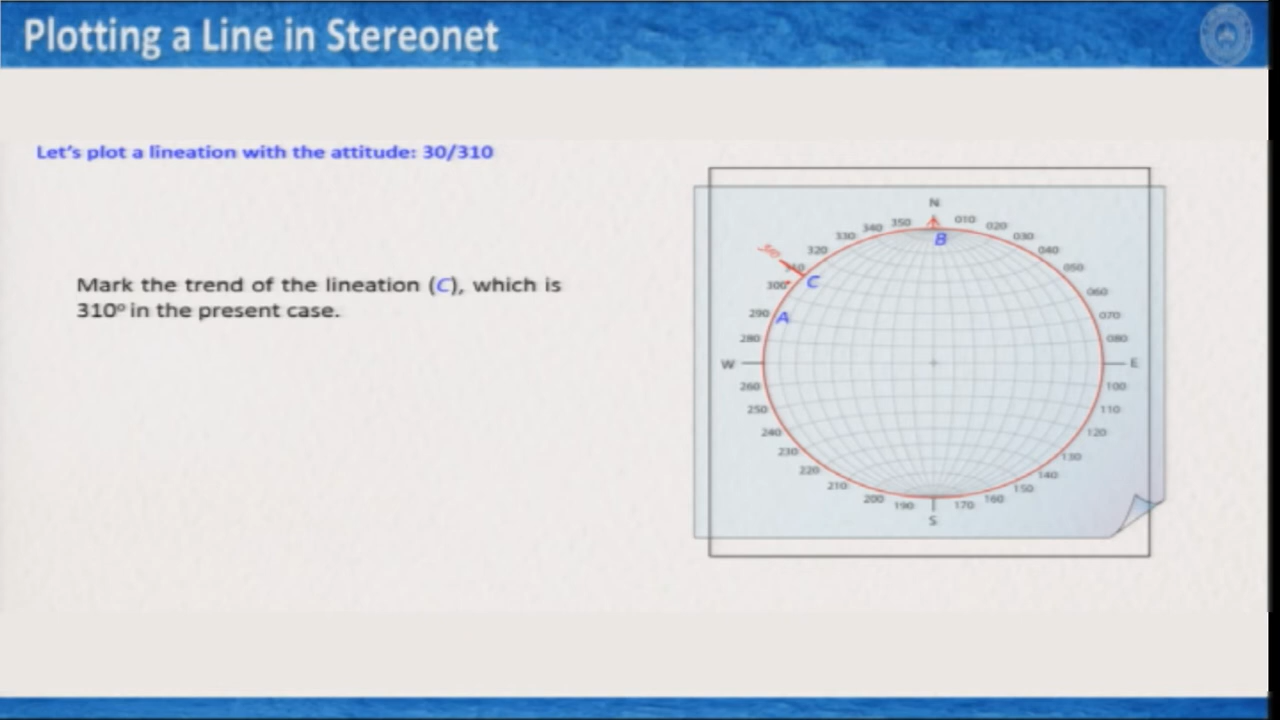 Plotting a Line in Stereonet
Let's plot a lineation with the attitude: 30/310
Mark the trend of the lineation (C), which is
310º in the present case.
N
350 010
340 020
330 030
B
320 040
310
310 050
300 C 060
290 A 070
280 080
W E
260 100
250 110
240 120
230 130
220 140
210 150
200 160
190 170
S